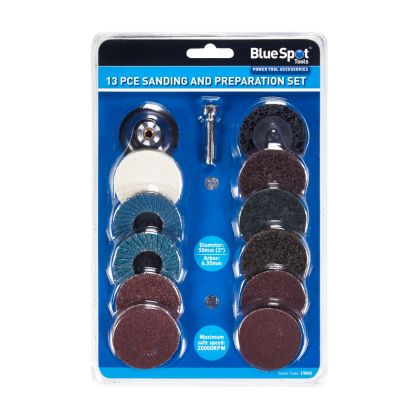 BlueSpot
Tools
POWER TOOL ACCESSORIES
13 PCE SANDING AND PREPARATION SET
Diameter:
50mm (2")
Arbor:
6.35mm
Maximum
safe speed:
20000RPM
Stock Code: 19042